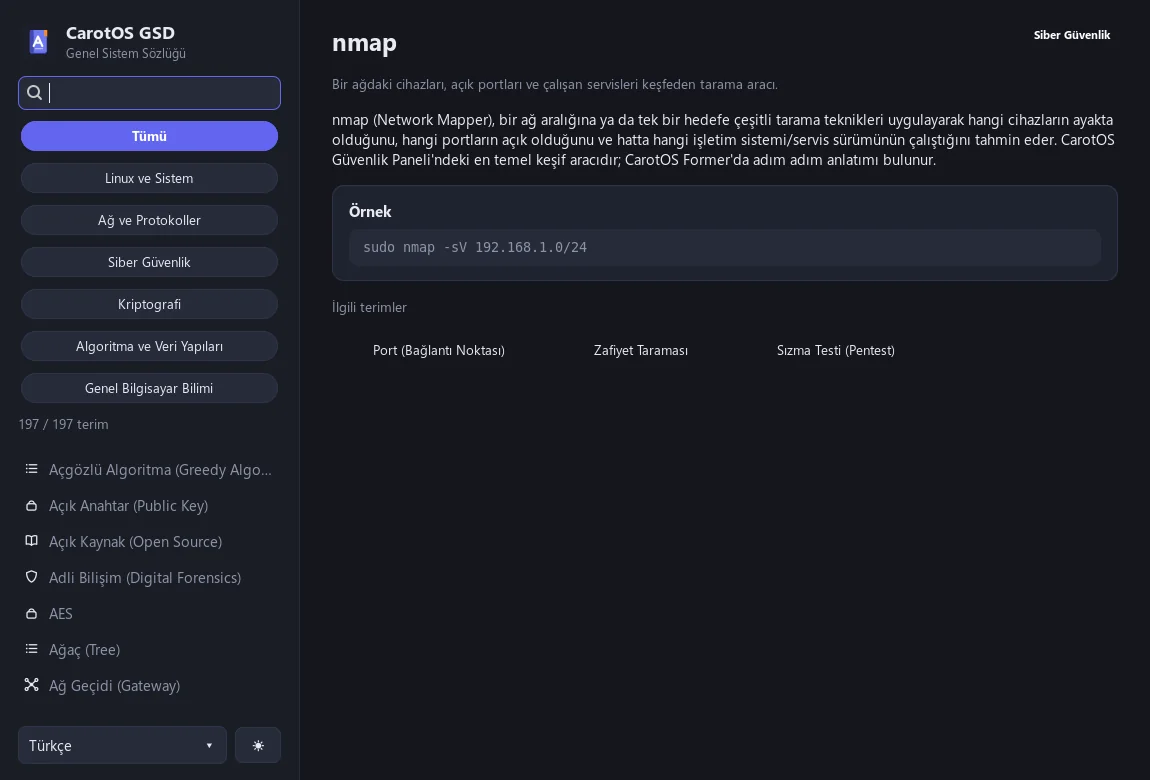 CarotOS GSD
Genel Sistem Sözlüğü
Tümü
Linux ve Sistem
Ağ ve Protokoller
Siber Güvenlik
Kriptografi
Algoritma ve Veri Yapıları
Genel Bilgisayar Bilimi
197 / 197 terim
Açgözlü Algoritma (Greedy Algo...
Açık Anahtar (Public Key)
Açık Kaynak (Open Source)
Adli Bilişim (Digital Forensics)
AES
Ağaç (Tree)
Ağ Geçidi (Gateway)
Türkçe
nmap
Siber Güvenlik
Bir ağdaki cihazları, açık portları ve çalışan servisleri keşfeden tarama aracı.
nmap (Network Mapper), bir ağ aralığına ya da tek bir hedefe çeşitli tarama teknikleri uygulayarak hangi cihazların ayakta
olduğunu, hangi portların açık olduğunu ve hatta hangi işletim sistemi/servis sürümünün çalıştığını tahmin eder. CarotOS
Güvenlik Paneli'ndeki en temel keşif aracıdır; CarotOS Former'da adım adım anlatımı bulunur.
Örnek
sudo nmap -sV 192.168.1.0/24
İlgili terimler
Port (Bağlantı Noktası)
Zafiyet Taraması
Sızma Testi (Pentest)